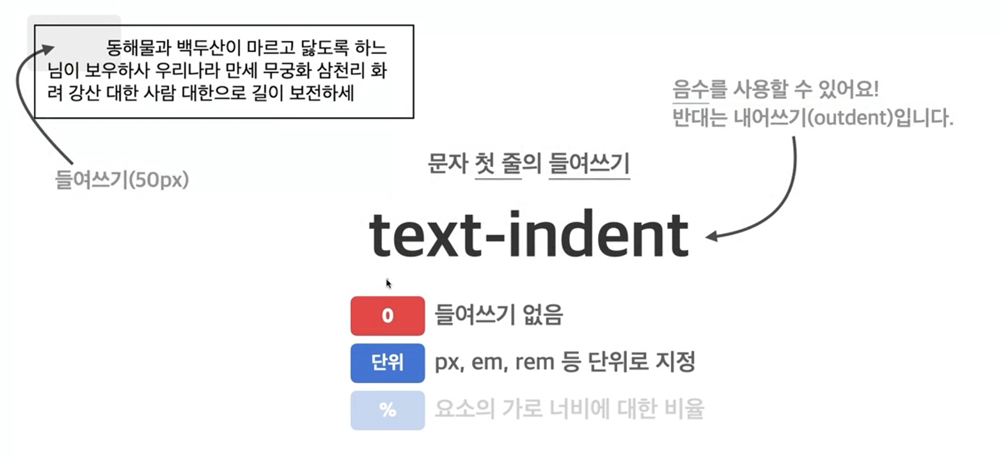 동해물과 백두산이 마르고 닳도록 하느
님이 보우하사 우리나라 만세 무궁화 삼천리 화
려 강산 대한 사람 대한으로 길이 보전하세
들여쓰기(50px)
음수를 사용할 수 있어요!
반대는 내어쓰기(outdent)입니다.
문자 첫 줄의 들여쓰기
text-indent
0 들여쓰기 없음
단위 px, em, rem 등 단위로 지정
% 요소의 가로 너비에 대한 비율